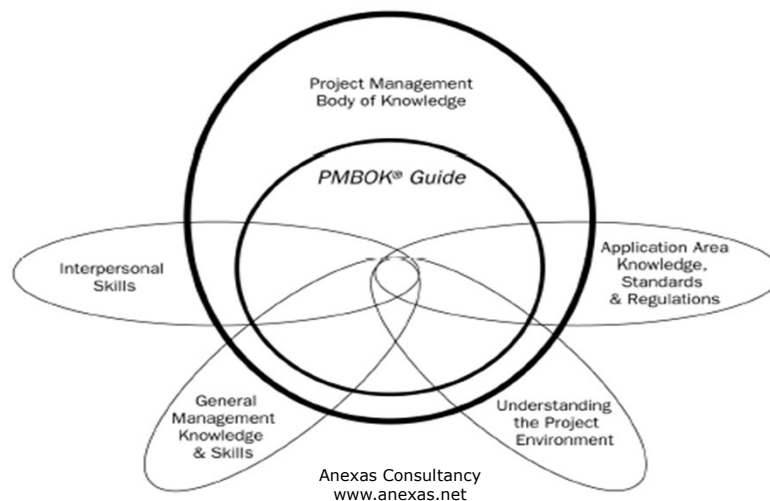 Project Management
Body of Knowledge
PMBOK® Guide
Interpersonal
Skills
Application Area
Knowledge,
Standards
& Regulations
General
Management
Knowledge
& Skills
Understanding
the Project
Environment
Anexas Consultancy
www.anexas.net